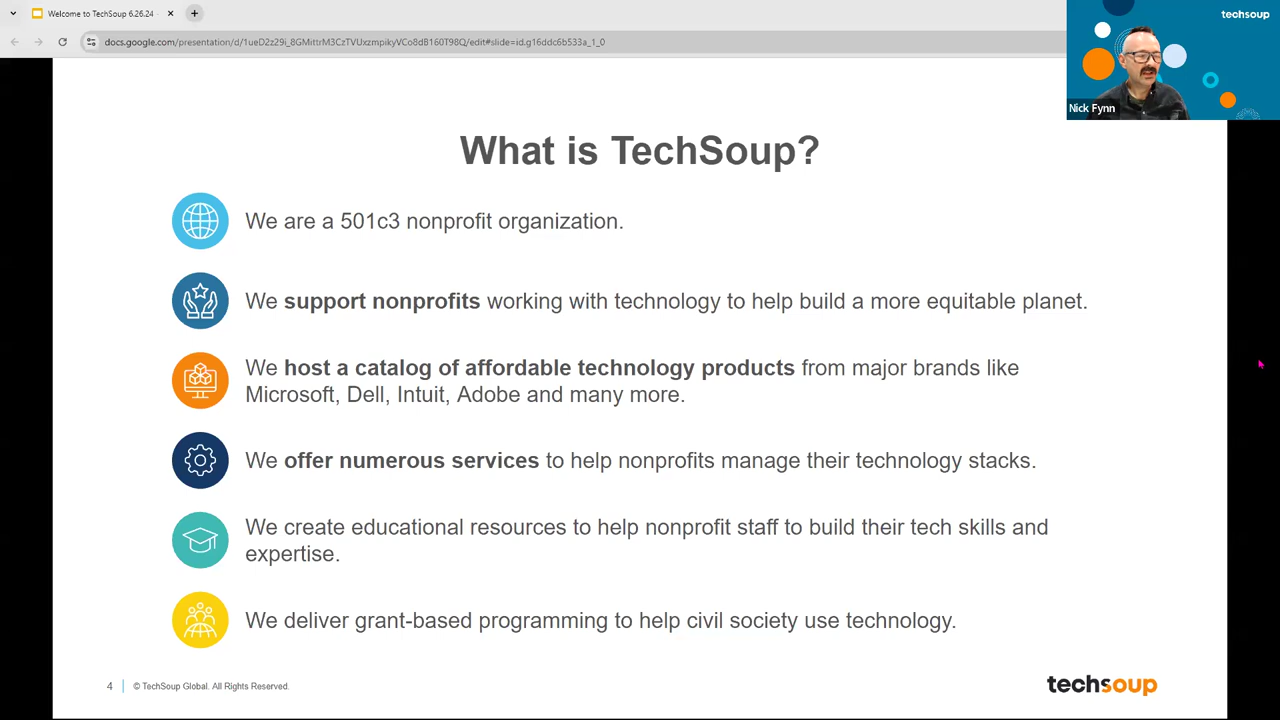 Welcome to TechSoup 6.26.24
docs.google.com/presentation/d/1ueD2z29i_8GMittrM3CzTVUxzmpikyVCo8dB160T98Q/edit#slide=id.g16ddc6b533a_1_0
techsoup
Nick Fynn
What is TechSoup?
We are a 501c3 nonprofit organization.
We support nonprofits working with technology to help build a more equitable planet.
We host a catalog of affordable technology products from major brands like
Microsoft, Dell, Intuit, Adobe and many more.
We offer numerous services to help nonprofits manage their technology stacks.
We create educational resources to help nonprofit staff to build their tech skills and
expertise.
We deliver grant-based programming to help civil society use technology.
4
© TechSoup Global. All Rights Reserved.
techsoup